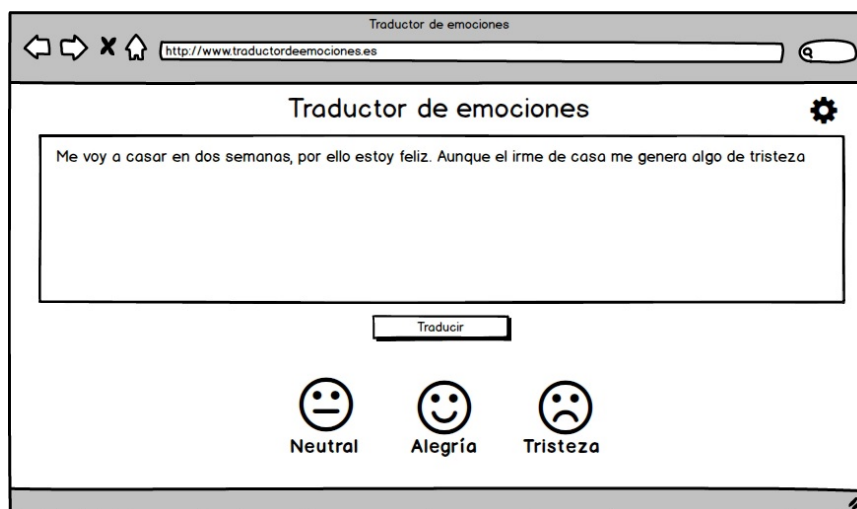 Traductor de emociones
http://www.traductordeemociones.es
Traductor de emociones
Me voy a casar en dos semanas, por ello estoy feliz. Aunque el irme de casa me genera algo de tristeza
Traducir
Neutral Alegría Tristeza